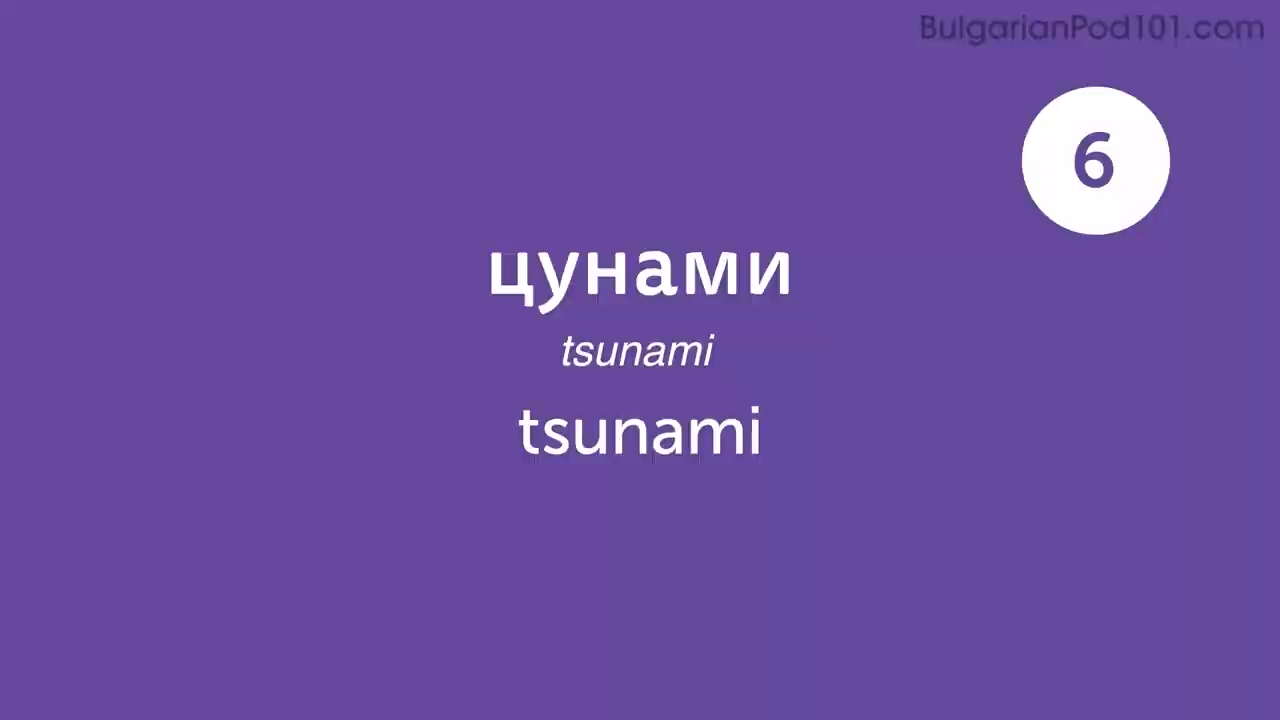 BulgarianPod101.com
6
цунами
tsunami
tsunami